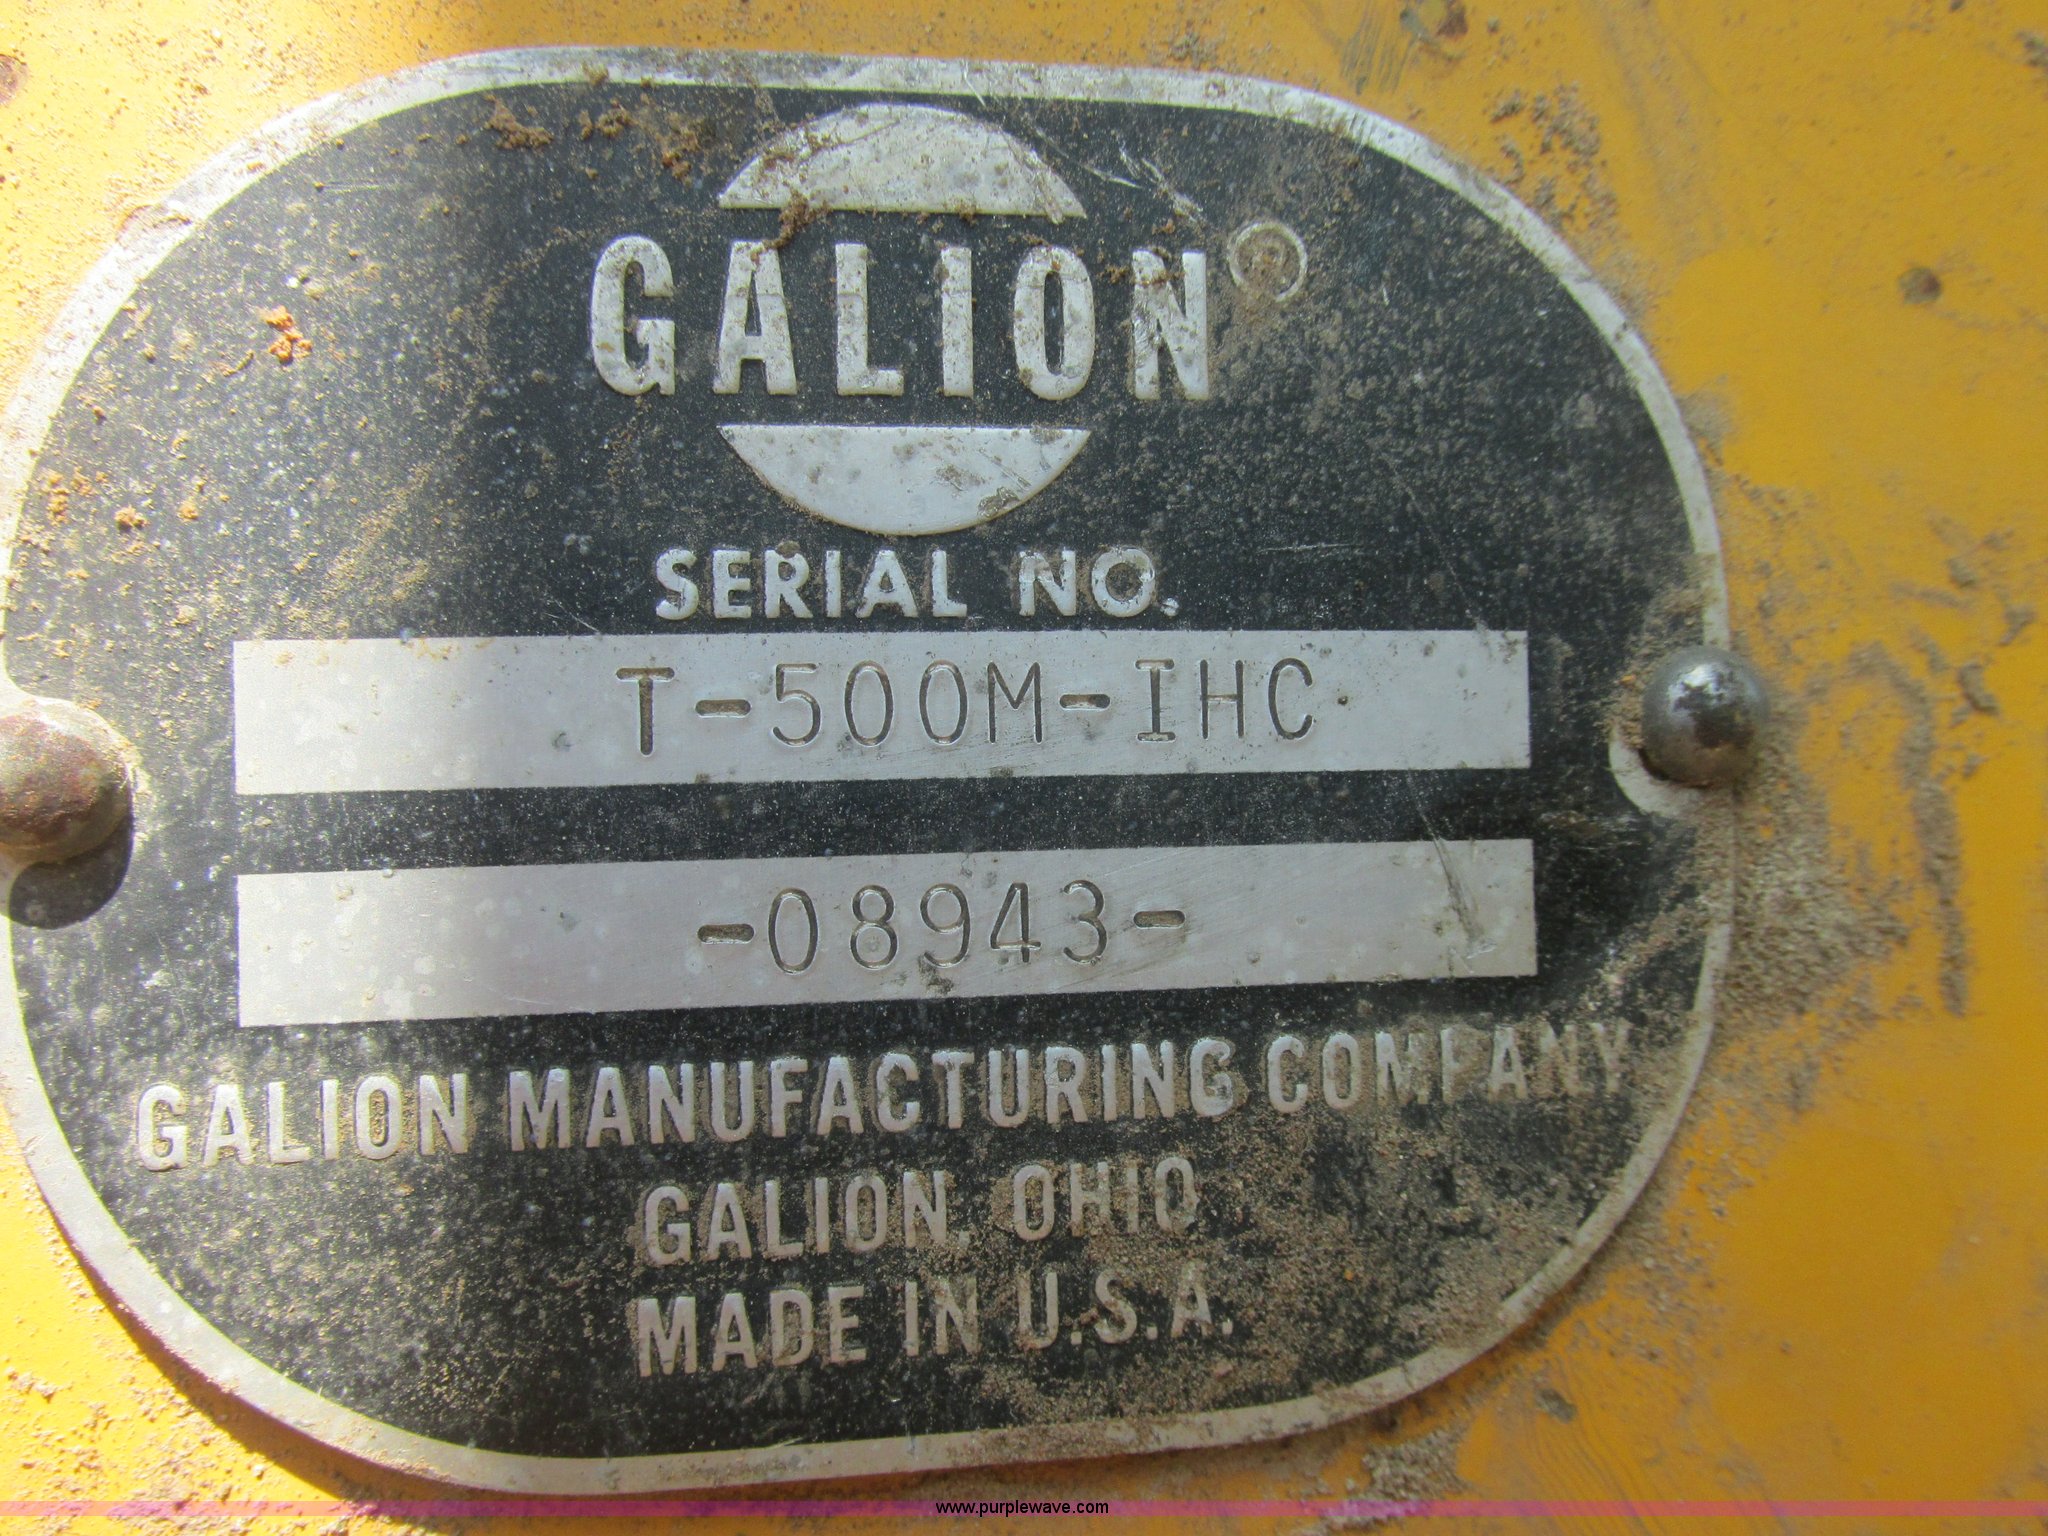 GALION®
SERIAL NO.
T-500M-IHC
-08943-
GALION MANUFACTURING COMPANY
GALION, OHIO
MADE IN U.S.A.
www.purplewave.com